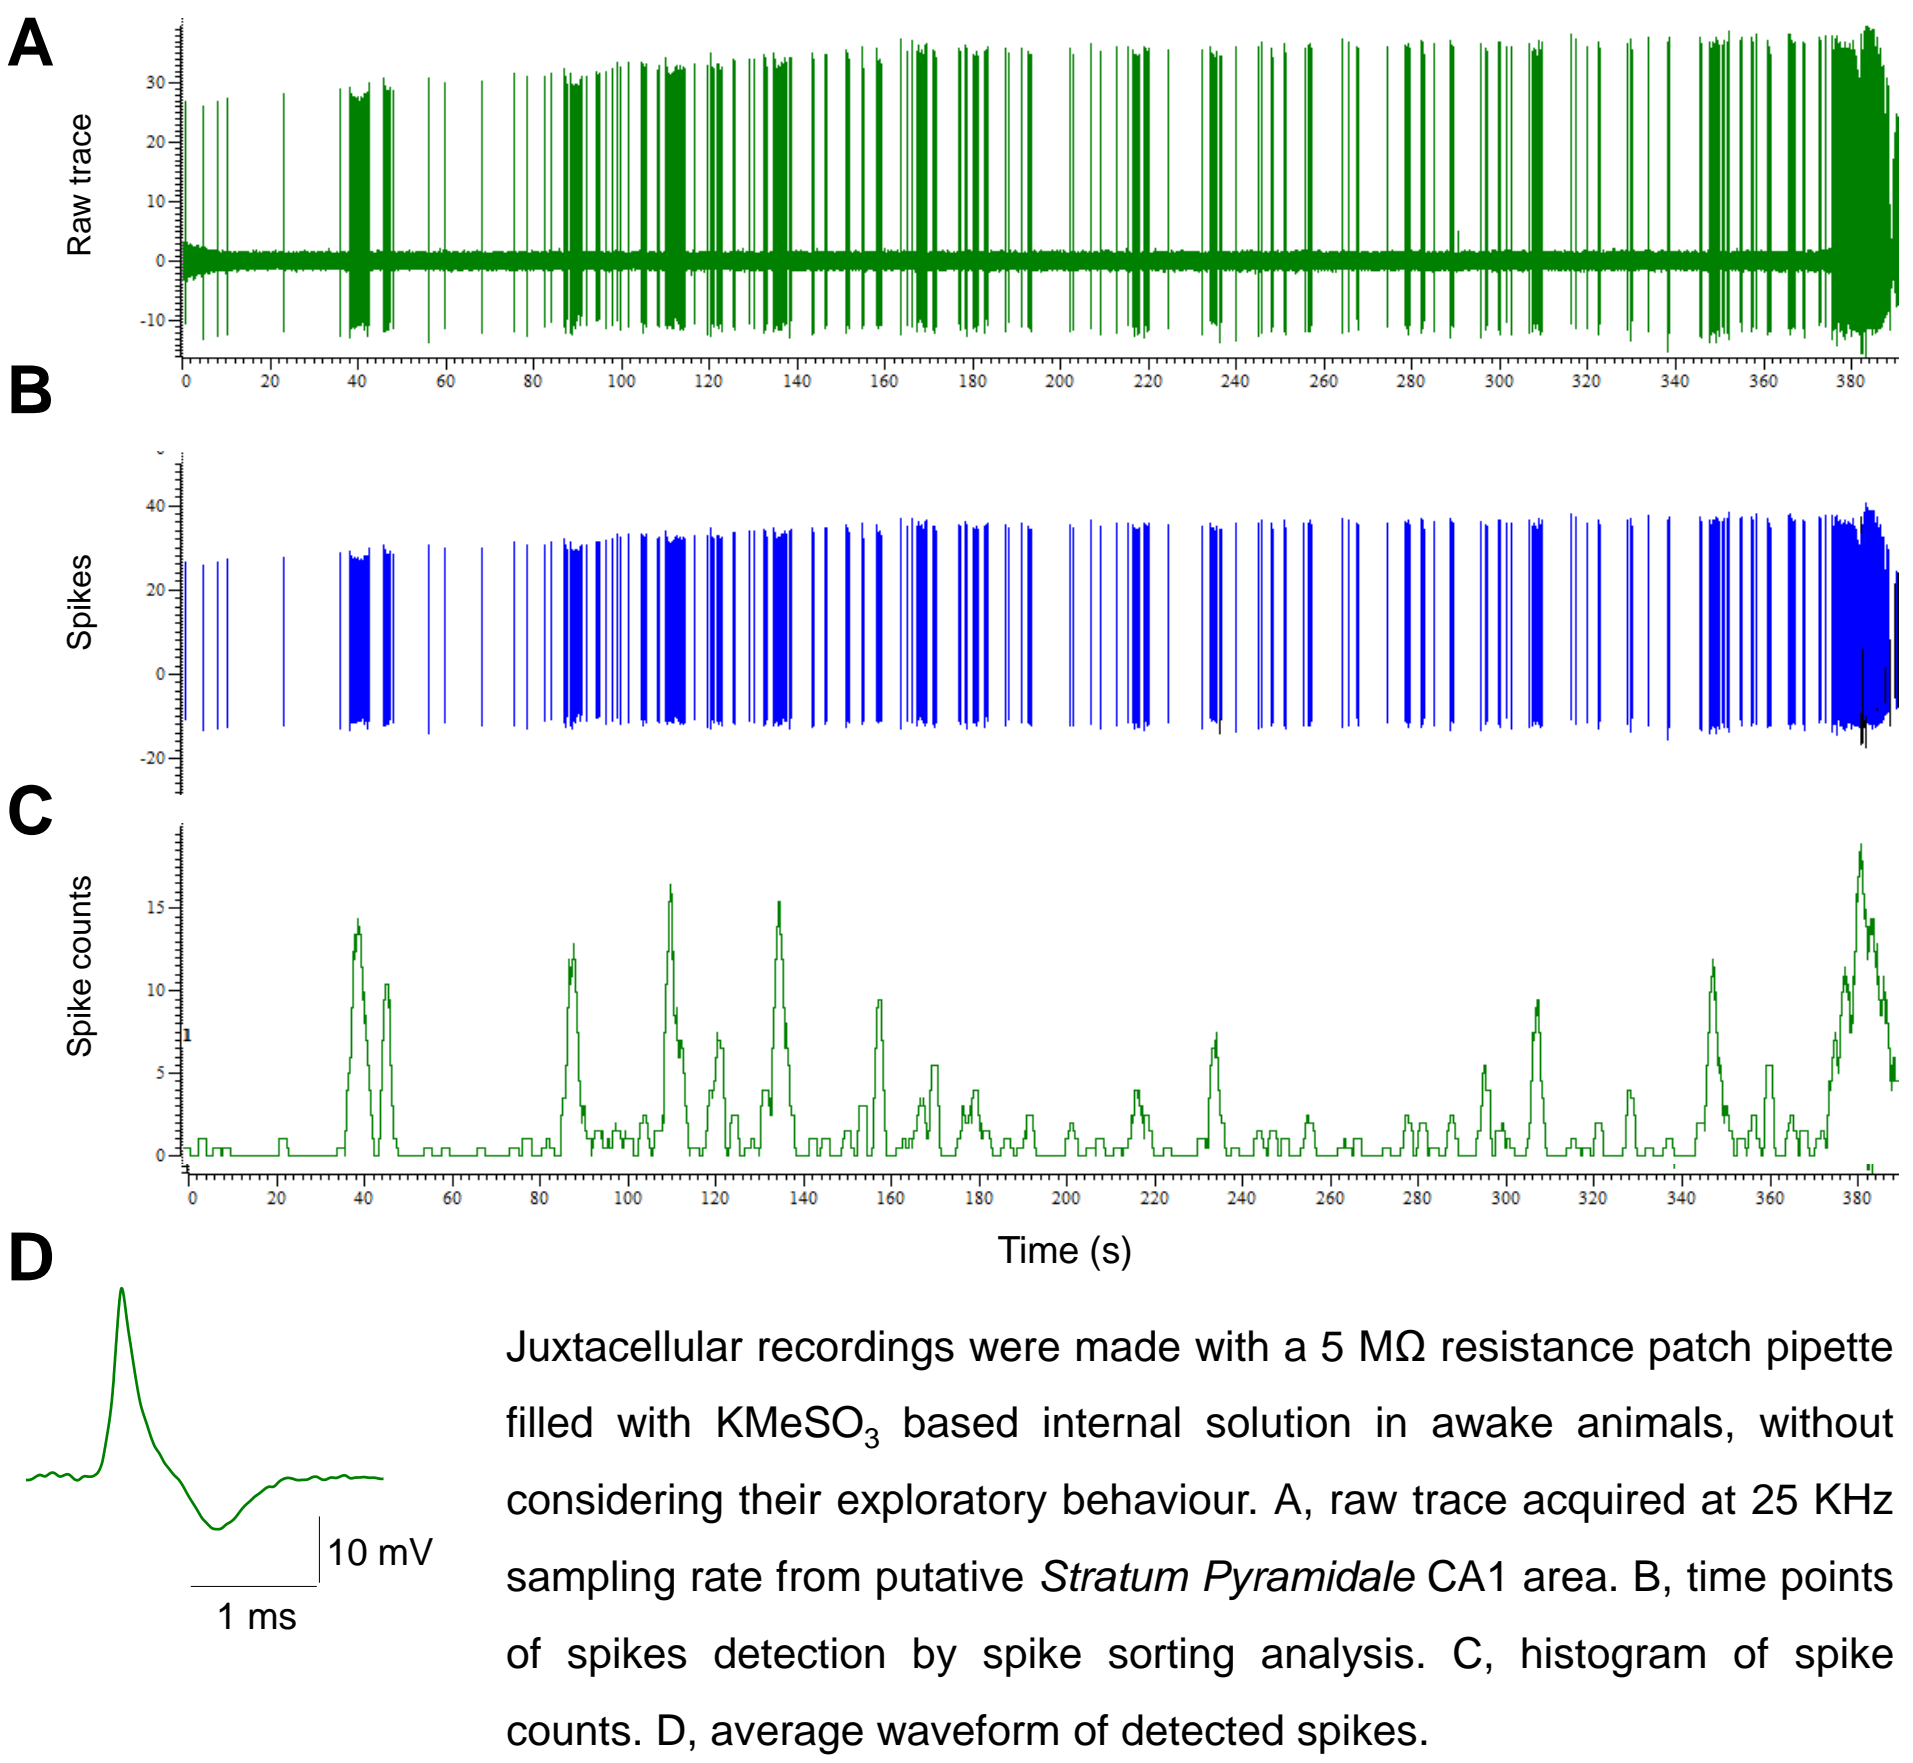 A
Raw trace
30
20
10
0
-10
0 20 40 60 80 100 120 140 160 180 200 220 240 260 280 300 320 340 360 380
B
Spikes
40
20
0
-20
C
Spike counts
15
10
1
5
0
0 20 40 60 80 100 120 140 160 180 200 220 240 260 280 300 320 340 360 380
Time (s)
D
10 mV
1 ms
Juxtacellular recordings were made with a 5 MΩ resistance patch pipette
filled with KMeSO₃ based internal solution in awake animals, without
considering their exploratory behaviour. A, raw trace acquired at 25 KHz
sampling rate from putative Stratum Pyramidale CA1 area. B, time points
of spikes detection by spike sorting analysis. C, histogram of spike
counts. D, average waveform of detected spikes.